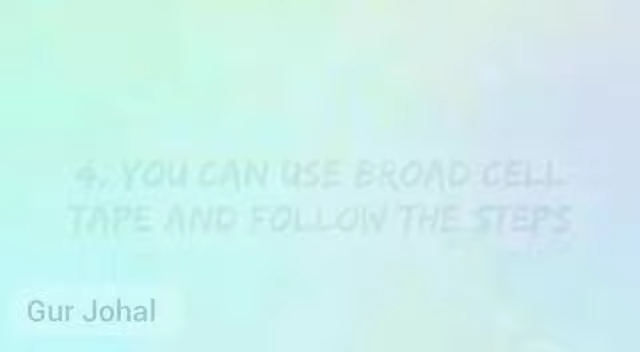 4. YOU CAN USE BROAD CELL
TAPE AND FOLLOW THE STEPS
Gur Johal